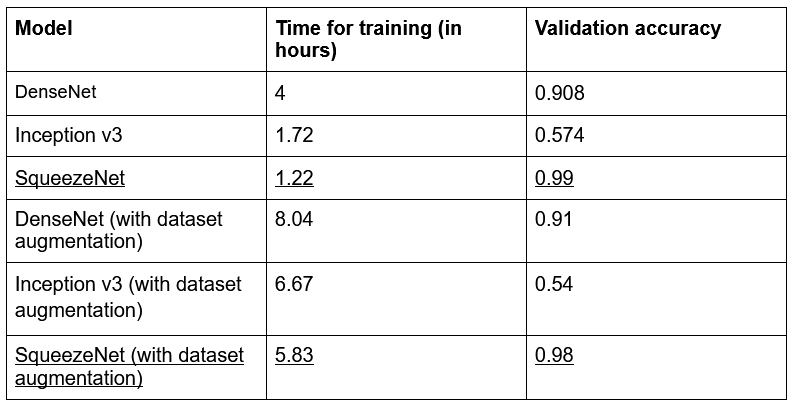 Model
Time for training (in
hours)
Validation accuracy
DenseNet
4
0.908
Inception v3
1.72
0.574
SqueezeNet
1.22
0.99
DenseNet (with dataset
augmentation)
8.04
0.91
Inception v3 (with dataset
augmentation)
6.67
0.54
SqueezeNet (with dataset
augmentation)
5.83
0.98